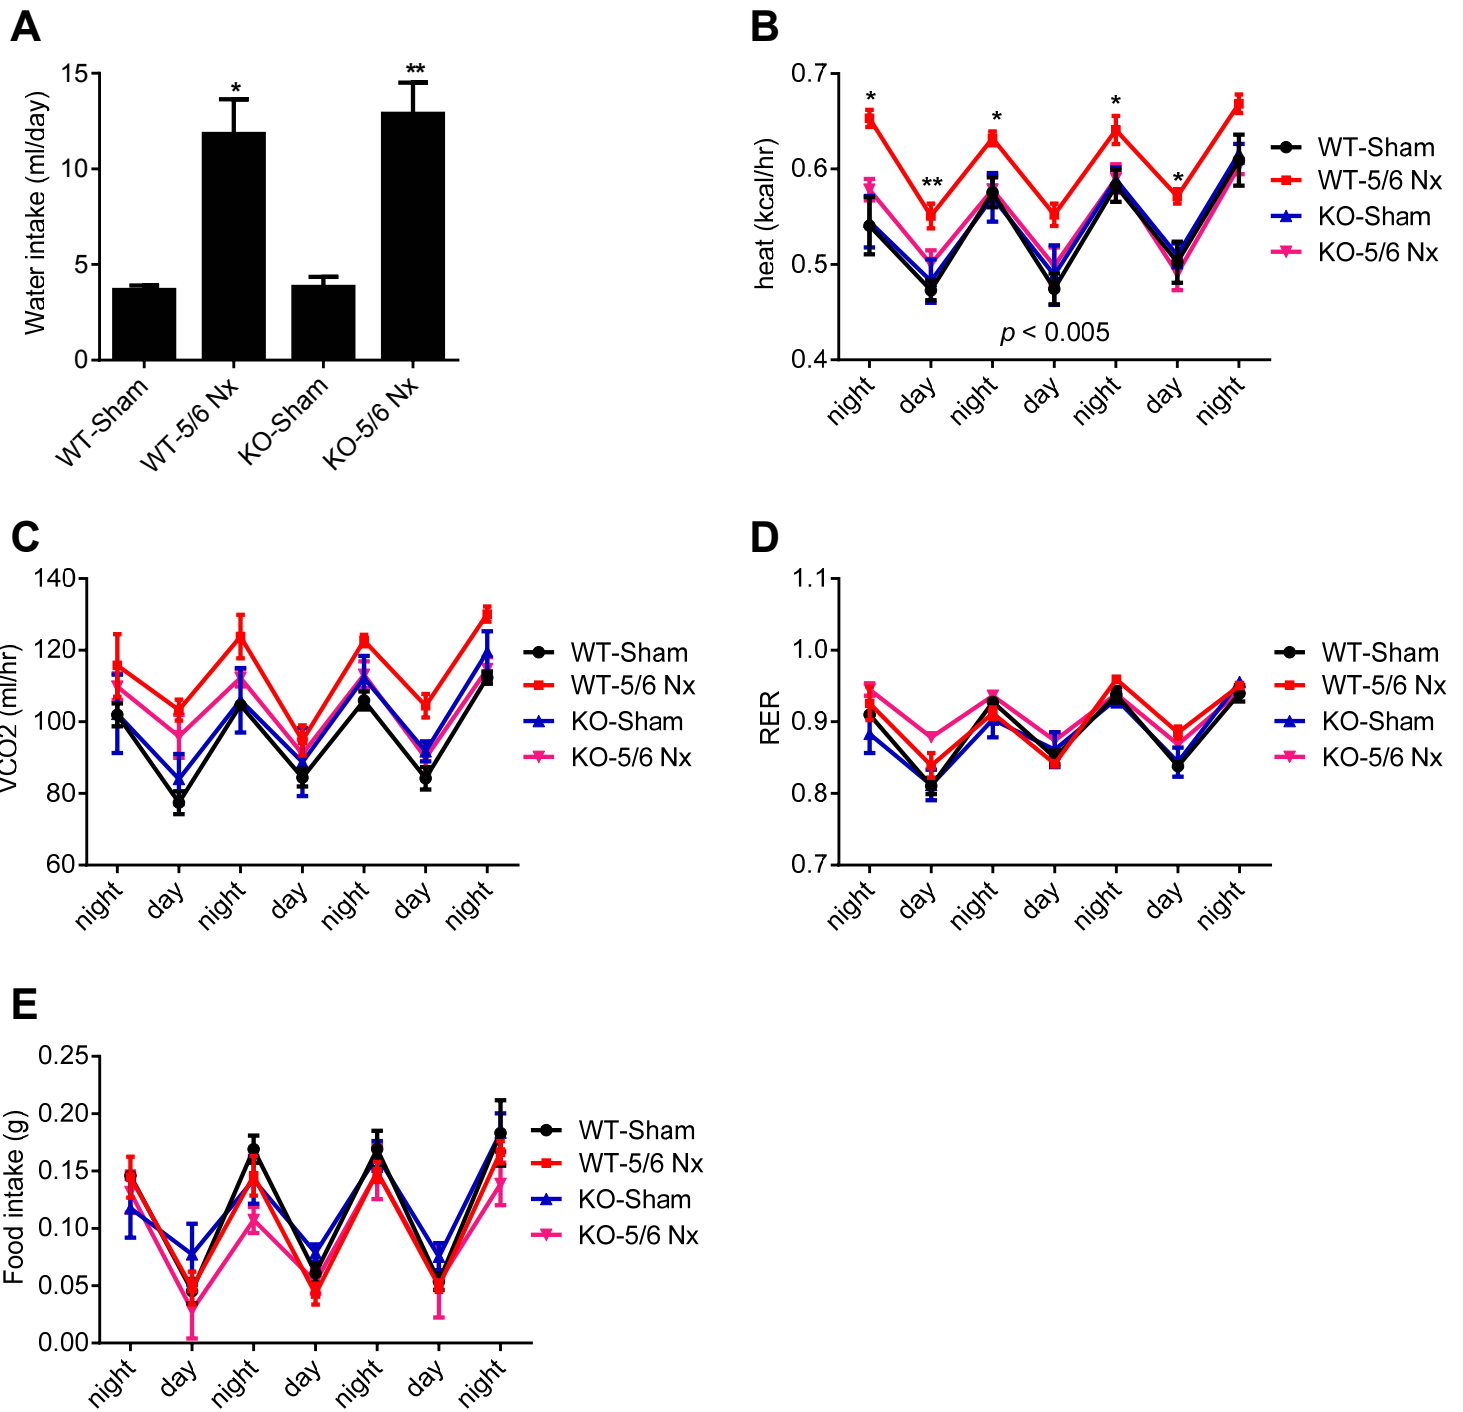 A
Water intake (ml/day)
15
10
5
0
*
**
WT-Sham
WT-5/6 Nx
KO-Sham
KO-5/6 Nx
B
heat (kcal/hr)
0.7
0.6
0.5
0.4
*
**
*
*
*
p < 0.005
night
day
night
day
night
day
night
WT-Sham
WT-5/6 Nx
KO-Sham
KO-5/6 Nx
C
VCO2 (ml/hr)
140
120
100
80
60
night
day
night
day
night
day
night
WT-Sham
WT-5/6 Nx
KO-Sham
KO-5/6 Nx
D
RER
1.1
1.0
0.9
0.8
0.7
night
day
night
day
night
day
night
WT-Sham
WT-5/6 Nx
KO-Sham
KO-5/6 Nx
E
Food intake (g)
0.25
0.20
0.15
0.10
0.05
0.00
night
day
night
day
night
day
night
WT-Sham
WT-5/6 Nx
KO-Sham
KO-5/6 Nx